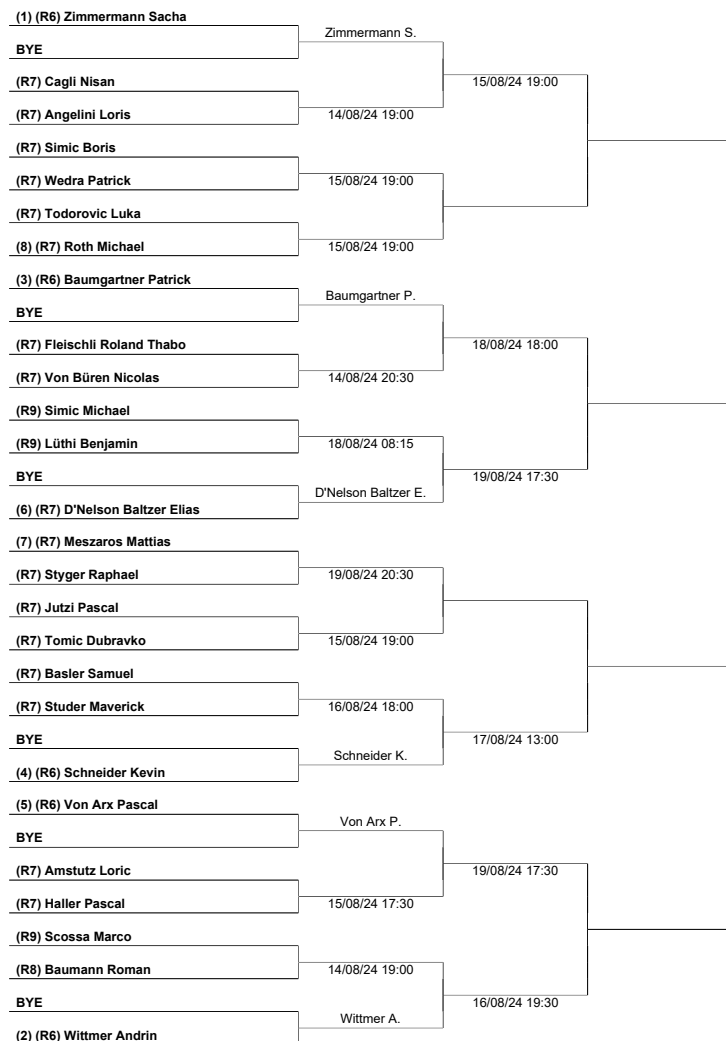 (1) (R6) Zimmermann Sacha
Zimmermann S.
BYE
(R7) Cagli Nisan
15/08/24 19:00
(R7) Angelini Loris
14/08/24 19:00
(R7) Simic Boris
(R7) Wedra Patrick
15/08/24 19:00
(R7) Todorovic Luka
(8) (R7) Roth Michael
15/08/24 19:00
(3) (R6) Baumgartner Patrick
Baumgartner P.
BYE
(R7) Fleischli Roland Thabo
18/08/24 18:00
(R7) Von Büren Nicolas
14/08/24 20:30
(R9) Simic Michael
(R9) Lüthi Benjamin
18/08/24 08:15
BYE
19/08/24 17:30
D'Nelson Baltzer E.
(6) (R7) D'Nelson Baltzer Elias
(7) (R7) Meszaros Mattias
(R7) Styger Raphael
19/08/24 20:30
(R7) Jutzi Pascal
(R7) Tomic Dubravko
15/08/24 19:00
(R7) Basler Samuel
(R7) Studer Maverick
16/08/24 18:00
BYE
17/08/24 13:00
Schneider K.
(4) (R6) Schneider Kevin
(5) (R6) Von Arx Pascal
Von Arx P.
BYE
(R7) Amstutz Loric
19/08/24 17:30
(R7) Haller Pascal
15/08/24 17:30
(R9) Scossa Marco
(R8) Baumann Roman
14/08/24 19:00
BYE
16/08/24 19:30
Wittmer A.
(2) (R6) Wittmer Andrin